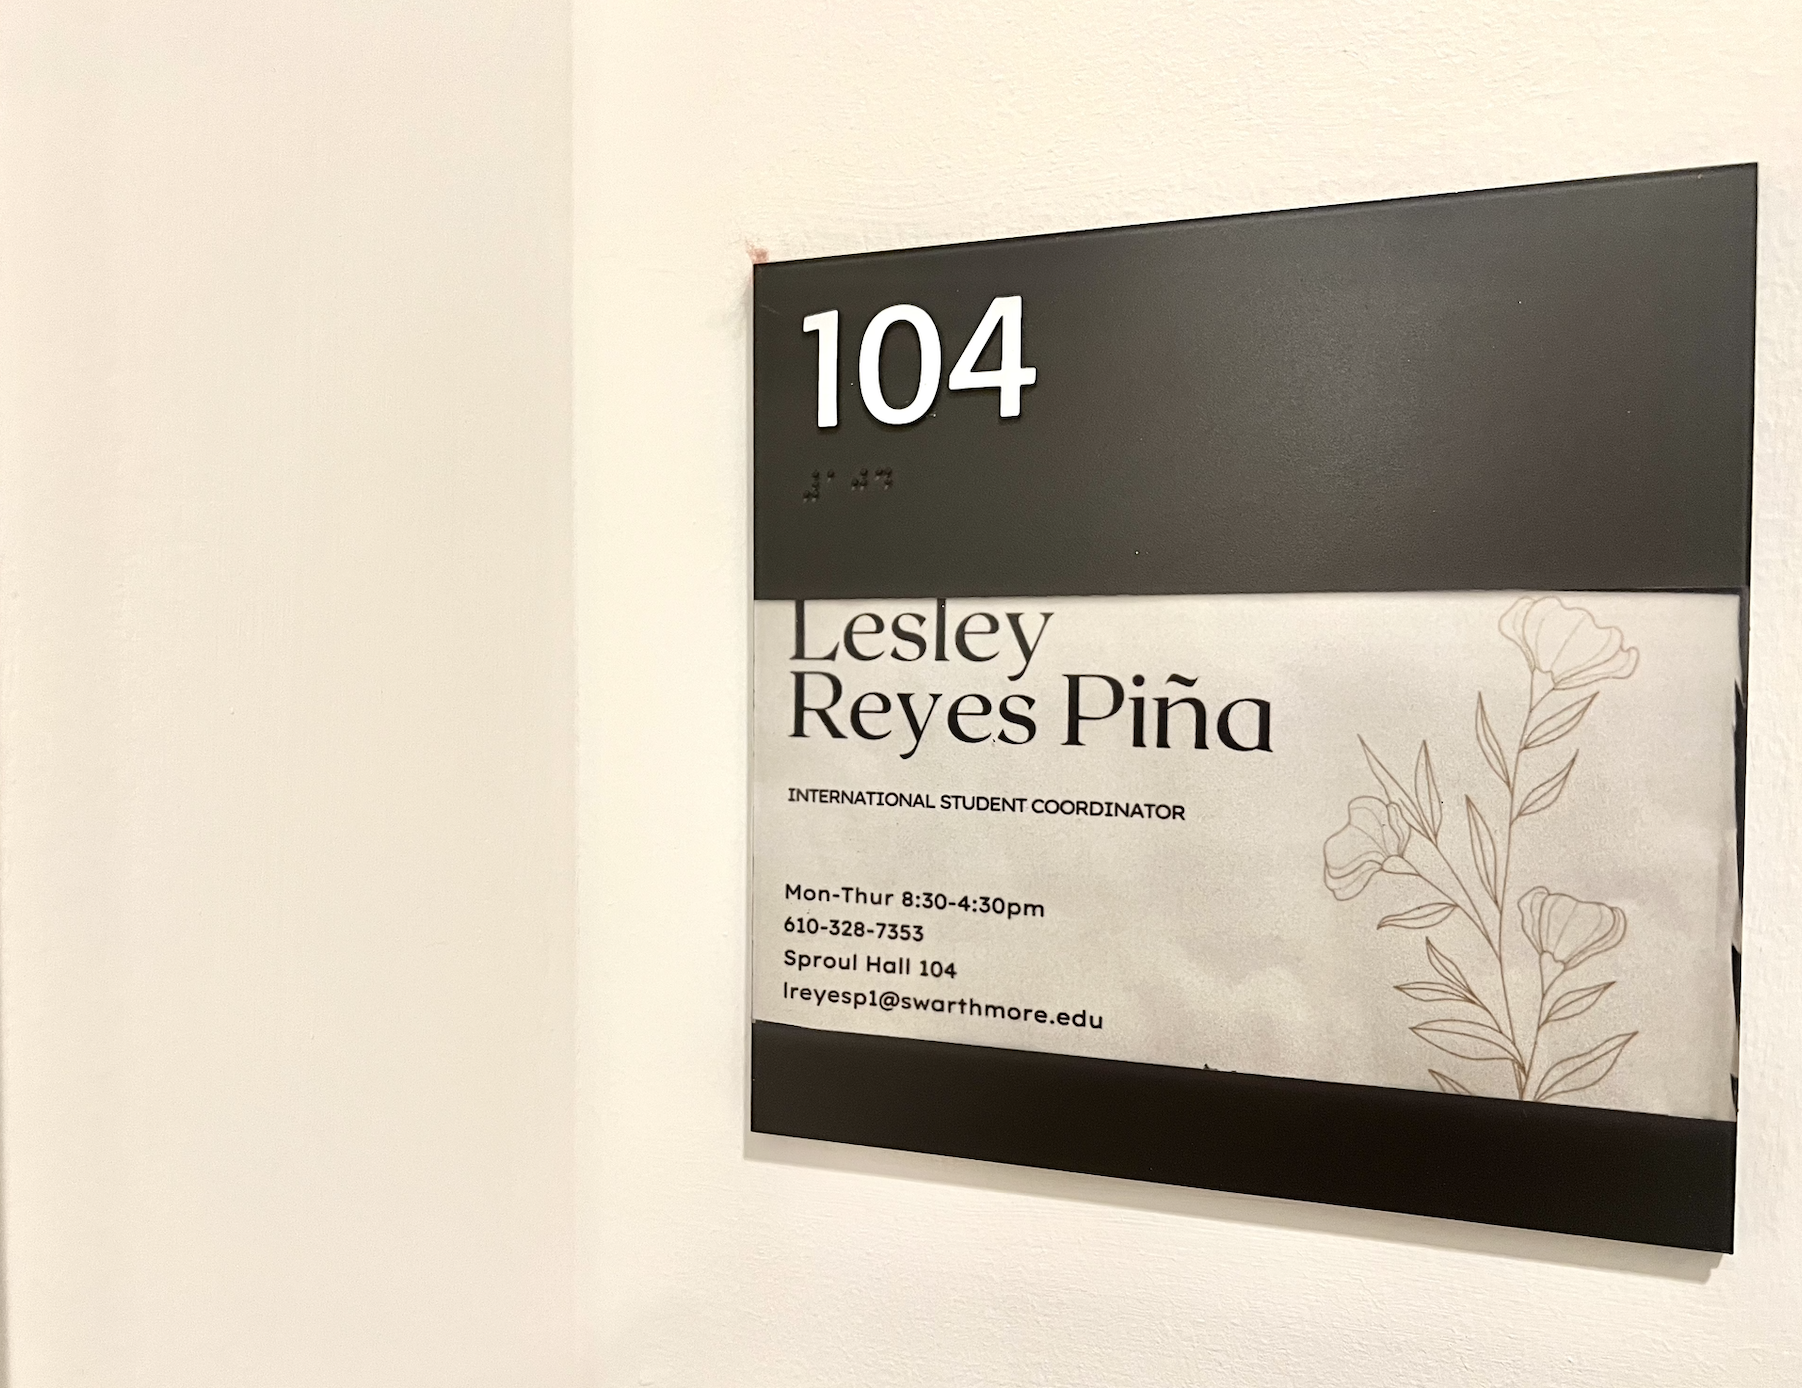 104
Lesley
Reyes Piña
INTERNATIONAL STUDENT COORDINATOR
Mon-Thur 8:30-4:30pm
610-328-7353
Sproul Hall 104
lreyesp1@swarthmore.edu